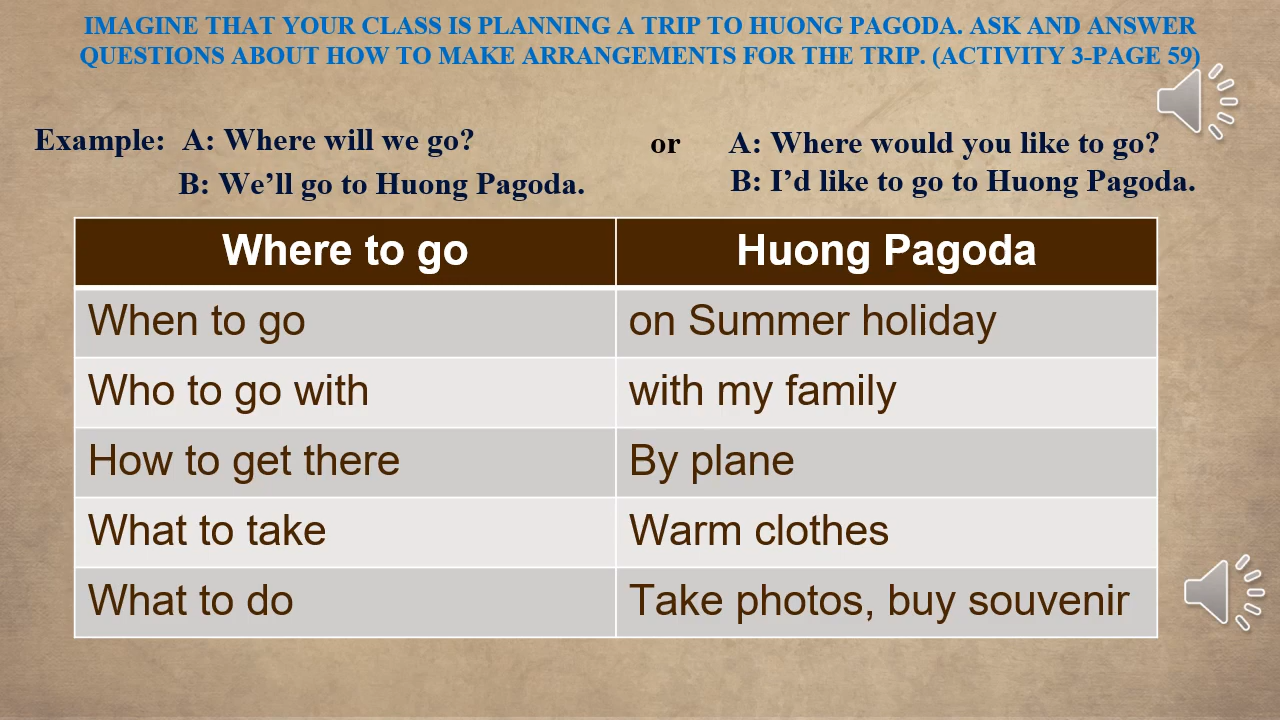 IMAGINE THAT YOUR CLASS IS PLANNING A TRIP TO HUONG PAGODA. ASK AND ANSWER
QUESTIONS ABOUT HOW TO MAKE ARRANGEMENTS FOR THE TRIP. (ACTIVITY 3-PAGE 59)
Example: A: Where will we go?
B: We’ll go to Huong Pagoda.
or
A: Where would you like to go?
B: I’d like to go to Huong Pagoda.
Where to go Huong Pagoda
When to go on Summer holiday
Who to go with with my family
How to get there By plane
What to take Warm clothes
What to do Take photos, buy souvenir